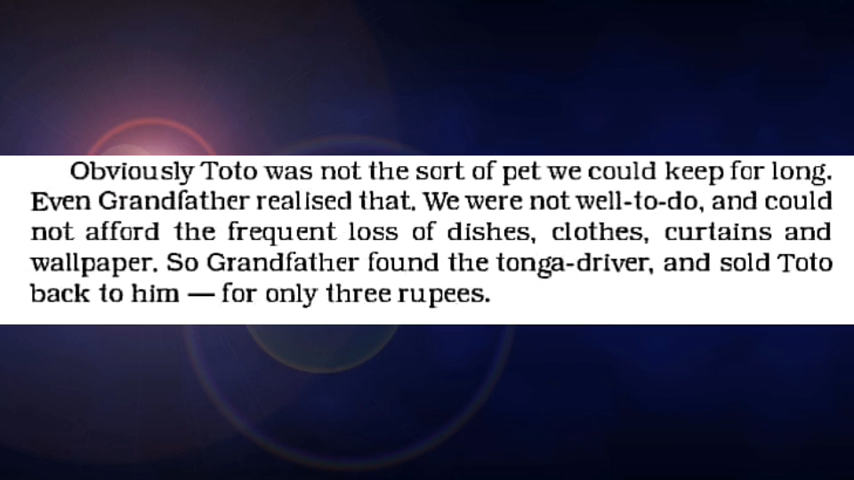 Obviously Toto was not the sort of pet we could keep for long.
Even Grandfather realised that. We were not well-to-do, and could
not afford the frequent loss of dishes, clothes, curtains and
wallpaper. So Grandfather found the tonga-driver, and sold Toto
back to him — for only three rupees.